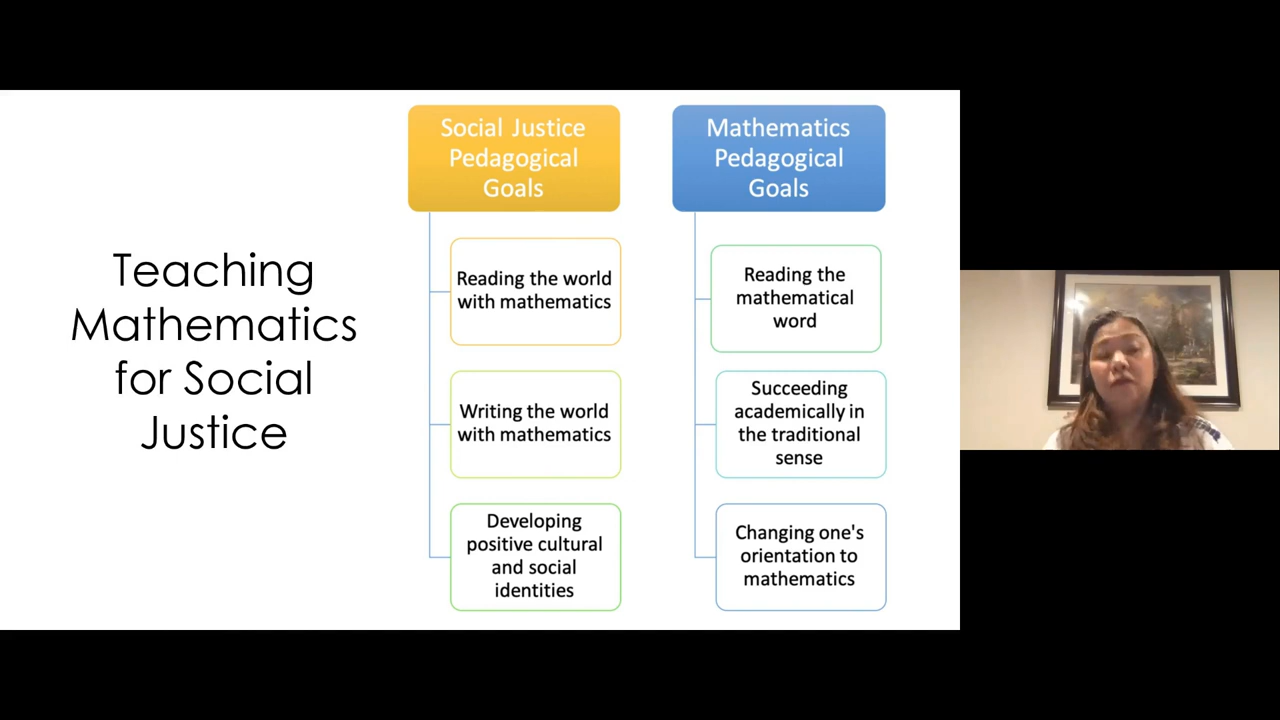 Teaching
Mathematics
for Social
Justice
Social Justice
Pedagogical
Goals
Reading the world
with mathematics
Writing the world
with mathematics
Developing
positive cultural
and social
identities
Mathematics
Pedagogical
Goals
Reading the
mathematical
word
Succeeding
academically in
the traditional
sense
Changing one's
orientation to
mathematics